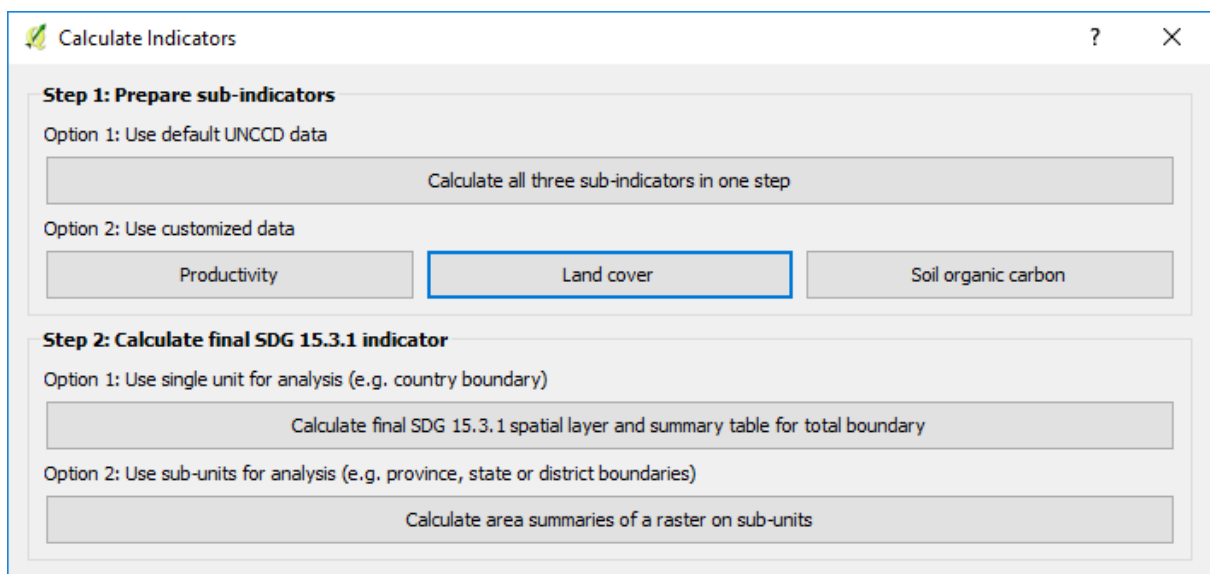 Calculate Indicators
?
Step 1: Prepare sub-indicators
Option 1: Use default UNCCD data
Calculate all three sub-indicators in one step
Option 2: Use customized data
Productivity Land cover Soil organic carbon
Step 2: Calculate final SDG 15.3.1 indicator
Option 1: Use single unit for analysis (e.g. country boundary)
Calculate final SDG 15.3.1 spatial layer and summary table for total boundary
Option 2: Use sub-units for analysis (e.g. province, state or district boundaries)
Calculate area summaries of a raster on sub-units